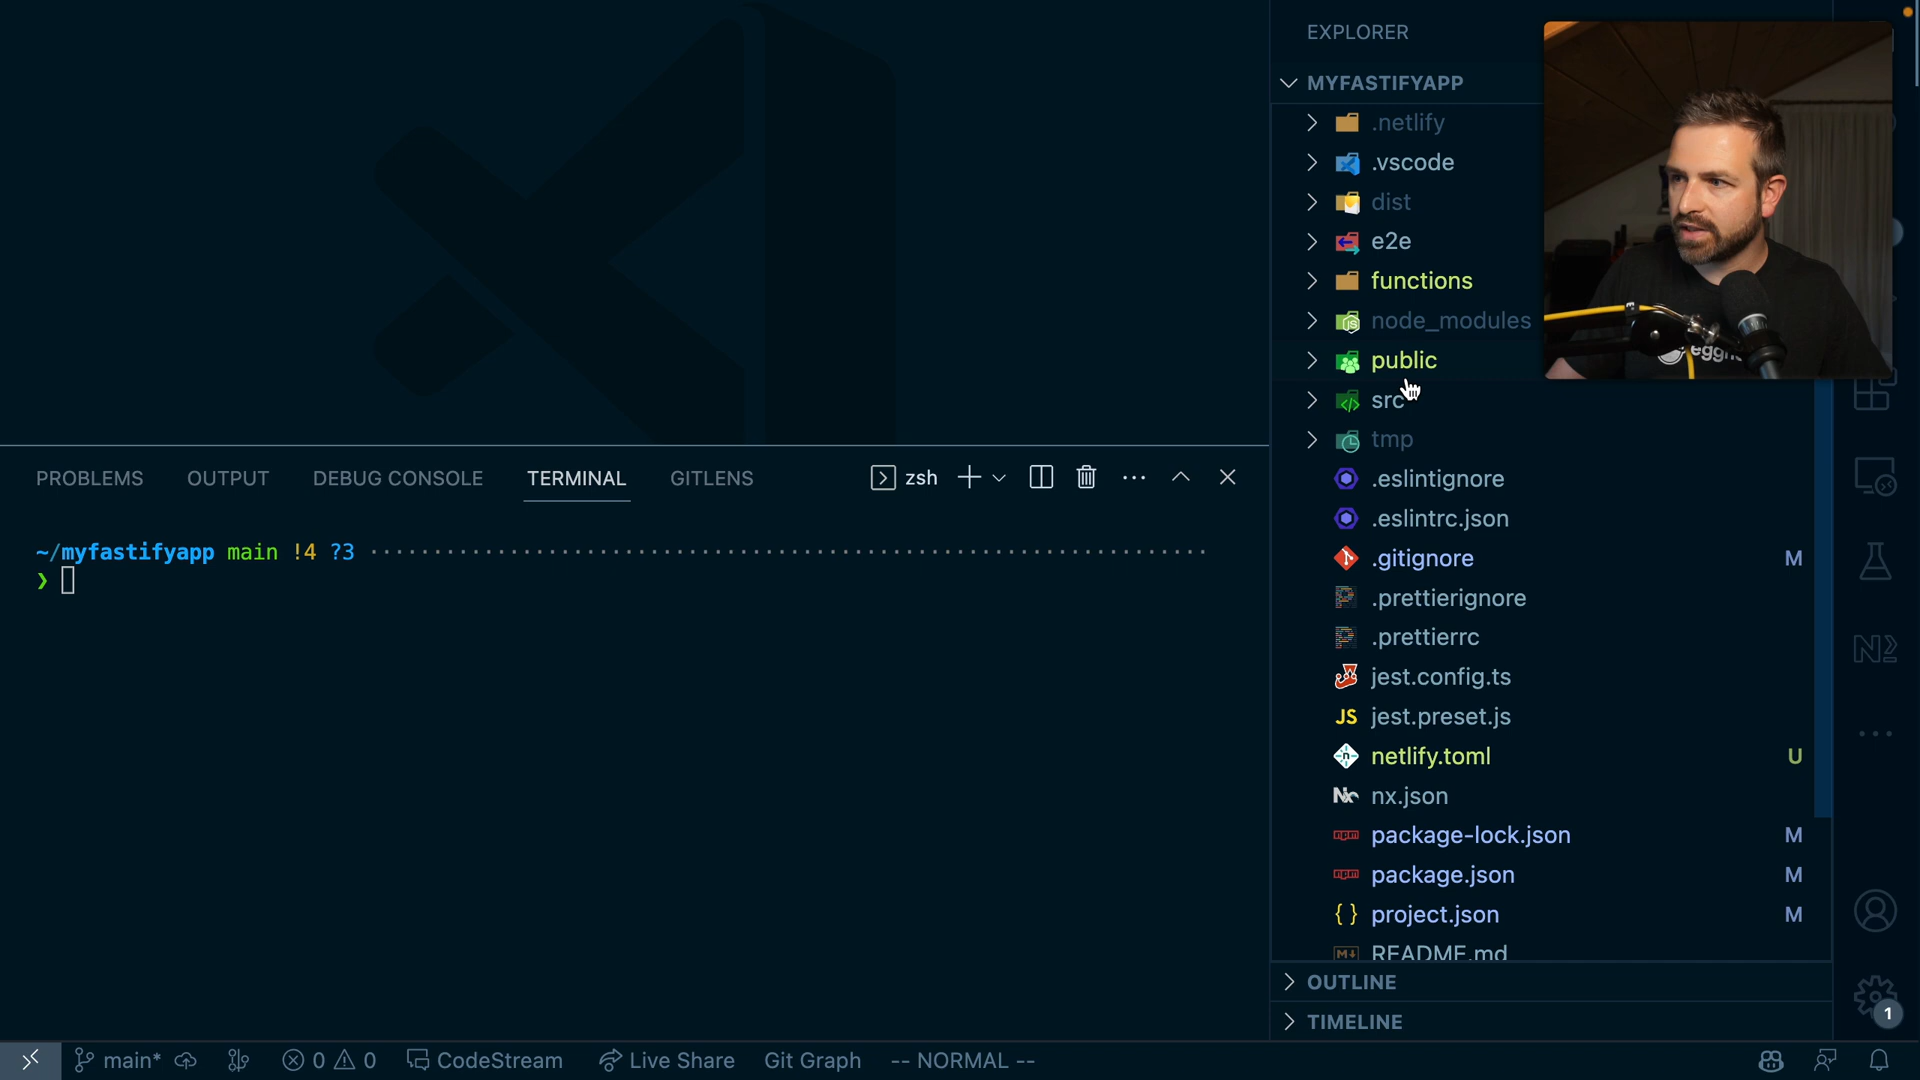 EXPLORER
MYFASTIFYAPP
.netlify
.vscode
dist
e2e
functions
node_modules
public
src
tmp
.eslintignore
.eslintrc.json
.gitignore M
.prettierignore
.prettierrc
jest.config.ts
JS jest.preset.js
netlify.toml U
nx.json
package-lock.json M
package.json M
{ } project.json M
README.md
OUTLINE
TIMELINE
PROBLEMS OUTPUT DEBUG CONSOLE TERMINAL GITLENS zsh
~/myfastifyapp main !4 ?3
❯
1
main* 0 0 CodeStream Live Share Git Graph -- NORMAL --